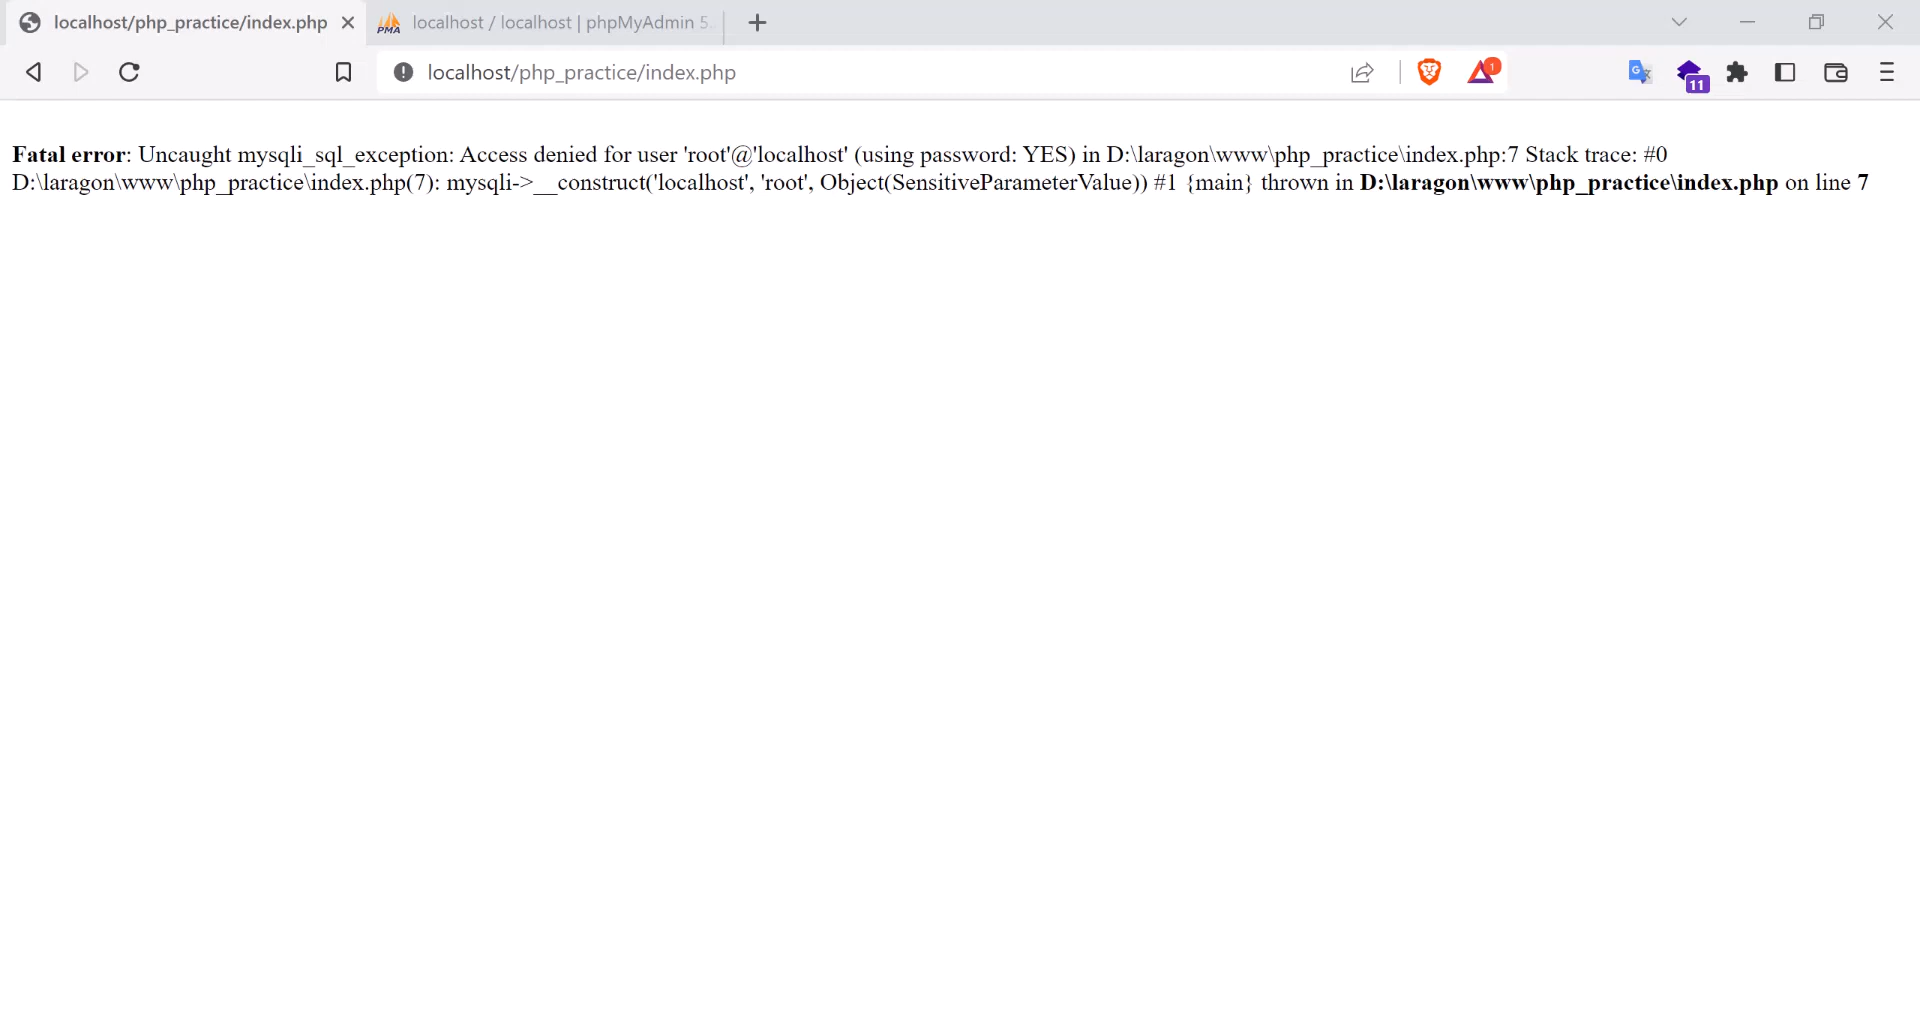 localhost/php_practice/index.php
PMA localhost / localhost | phpMyAdmin 5.
localhost/php_practice/index.php
1
11
Fatal error: Uncaught mysqli_sql_exception: Access denied for user 'root'@'localhost' (using password: YES) in D:\laragon\www\php_practice\index.php:7 Stack trace: #0
D:\laragon\www\php_practice\index.php(7): mysqli->__construct('localhost', 'root', Object(SensitiveParameterValue)) #1 {main} thrown in D:\laragon\www\php_practice\index.php on line 7